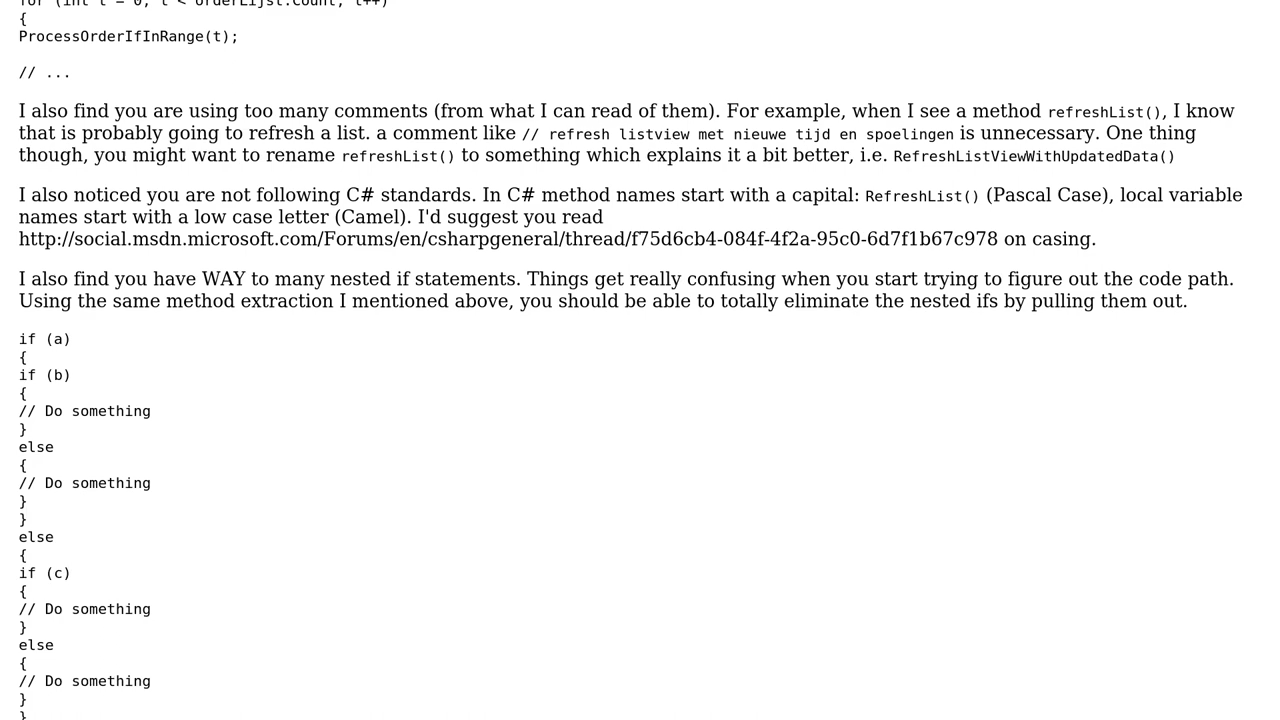 for (int t = 0; t < orderLijst.Count; t++)
{
ProcessOrderIfInRange(t);
// ...
I also find you are using too many comments (from what I can read of them). For example, when I see a method refreshList(), I know
that is probably going to refresh a list. a comment like // refresh listview met nieuwe tijd en spoelingen is unnecessary. One thing
though, you might want to rename refreshList() to something which explains it a bit better, i.e. RefreshListViewWithUpdatedData()
I also noticed you are not following C# standards. In C# method names start with a capital: RefreshList() (Pascal Case), local variable
names start with a low case letter (Camel). I'd suggest you read
http://social.msdn.microsoft.com/Forums/en/csharpgeneral/thread/f75d6cb4-084f-4f2a-95c0-6d7f1b67c978 on casing.
I also find you have WAY to many nested if statements. Things get really confusing when you start trying to figure out the code path.
Using the same method extraction I mentioned above, you should be able to totally eliminate the nested ifs by pulling them out.
if (a)
{
if (b)
{
// Do something
}
else
{
// Do something
}
}
else
{
if (c)
{
// Do something
}
else
{
// Do something
}
}